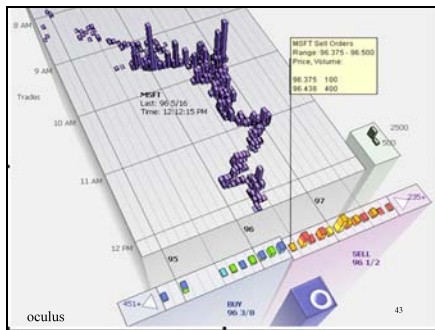 8 AM
MSFT Sell Orders
Range: 96.375 - 96.500
Price, Volume:
96.375 100
96.438 400
9 AM
Trades
MSFT
Last: 96 5/16
Time: 12:12:15 PM
10 AM
2500
500
11 AM
97
235+
96
12 PM
95
SELL
96 1/2
451+
BUY
96 3/8
oculus
43